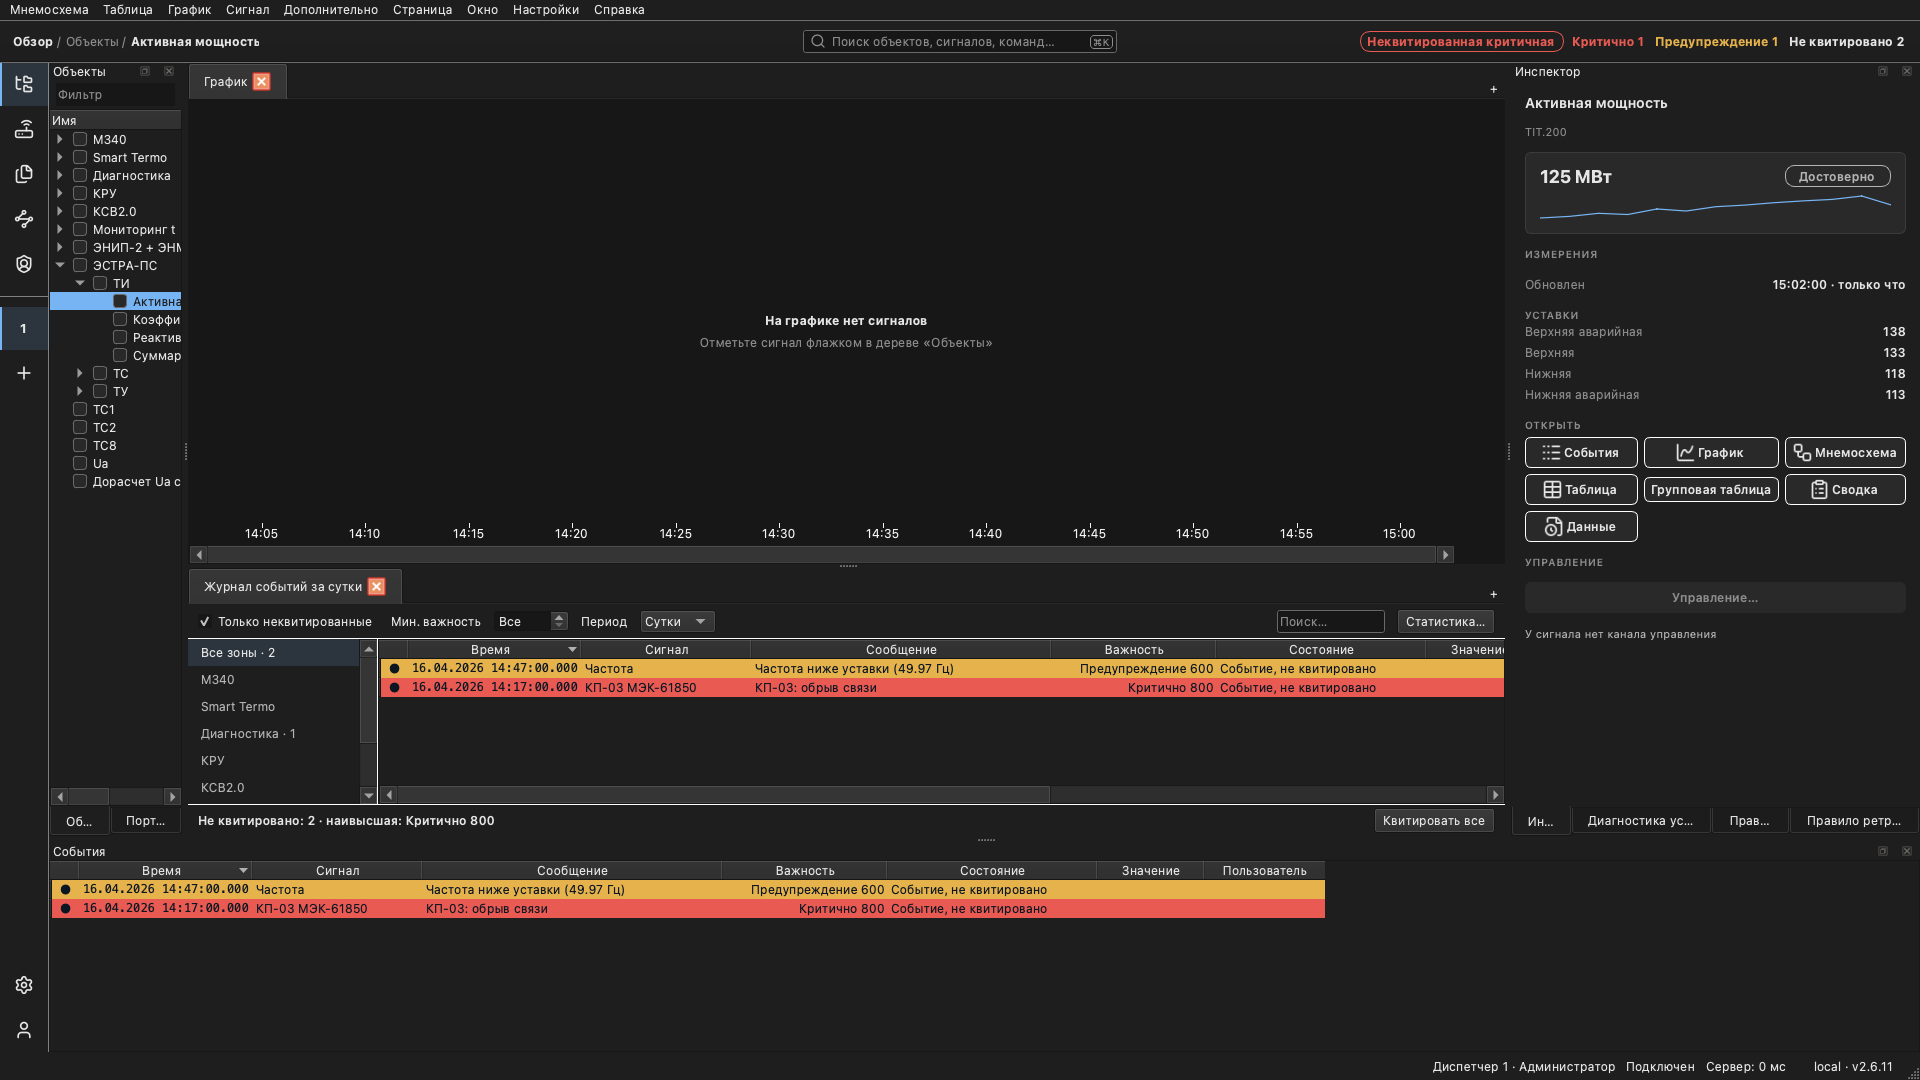 Мнемосхема Таблица График Сигнал Дополнительно Страница Окно Настройки Справка
Обзор / Объекты / Активная мощность
Поиск объектов, сигналов, команд... ⌘K
Неквитированная критичная Критично 1 Предупреждение 1 Не квитировано 2
Объекты
Фильтр
Имя
M340
Smart Termo
Диагностика
КРУ
КСВ2.0
Мониторинг t
ЭНИП-2 + ЭНМ
ЭСТРА-ПС
ТИ
Активна
Коэффи
Реактив
Суммар
ТС
ТУ
ТС1
ТС2
ТС8
Ua
Дорасчет Ua с
1
Об... Порт...
График
+
На графике нет сигналов
Отметьте сигнал флажком в дереве «Объекты»
14:05 14:10 14:15 14:20 14:25 14:30 14:35 14:40 14:45 14:50 14:55 15:00
Журнал событий за сутки
+
Только неквитированные Мин. важность Все Период Сутки Поиск... Статистика...
Все зоны · 2
M340
Smart Termo
Диагностика · 1
КРУ
КСВ2.0
Время Сигнал Сообщение Важность Состояние Значени
16.04.2026 14:47:00.000 Частота Частота ниже уставки (49.97 Гц) Предупреждение 600 Событие, не квитировано
16.04.2026 14:17:00.000 КП-03 МЭК-61850 КП-03: обрыв связи Критично 800 Событие, не квитировано
Не квитировано: 2 · наивысшая: Критично 800 Квитировать все
Инспектор
Активная мощность
TIT.200
125 МВт Достоверно
ИЗМЕРЕНИЯ
Обновлен 15:02:00 · только что
УСТАВКИ
Верхняя аварийная 138
Верхняя 133
Нижняя 118
Нижняя аварийная 113
ОТКРЫТЬ
События График Мнемосхема
Таблица Групповая таблица Сводка
Данные
УПРАВЛЕНИЕ
Управление...
У сигнала нет канала управления
Ин... Диагностика ус... Прав... Правило ретр...
События
Время Сигнал Сообщение Важность Состояние Значение Пользователь
16.04.2026 14:47:00.000 Частота Частота ниже уставки (49.97 Гц) Предупреждение 600 Событие, не квитировано
16.04.2026 14:17:00.000 КП-03 МЭК-61850 КП-03: обрыв связи Критично 800 Событие, не квитировано
Диспетчер 1 · Администратор Подключен Сервер: 0 мс local · v2.6.11